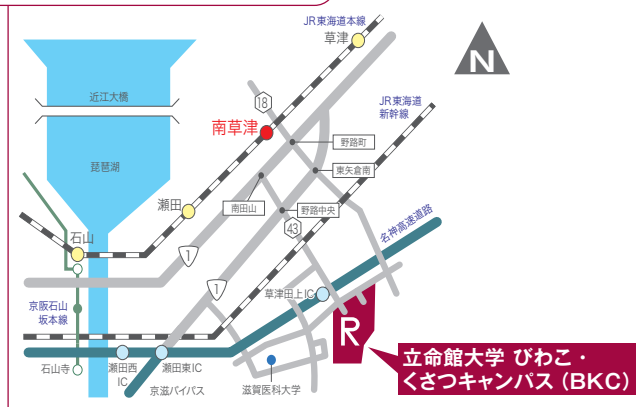 JR東海道本線
草津
N
18
近江大橋
JR東海道
新幹線
南草津
野路町
琵琶湖
東矢倉南
瀬田
南田山
野路中央
43
名神高速道路
石山
1
1
草津田上IC
京阪石山
坂本線
R
立命館大学 びわこ・
くさつキャンパス（BKC）
石山寺
瀬田西
IC
瀬田東IC
京滋バイパス
滋賀医科大学